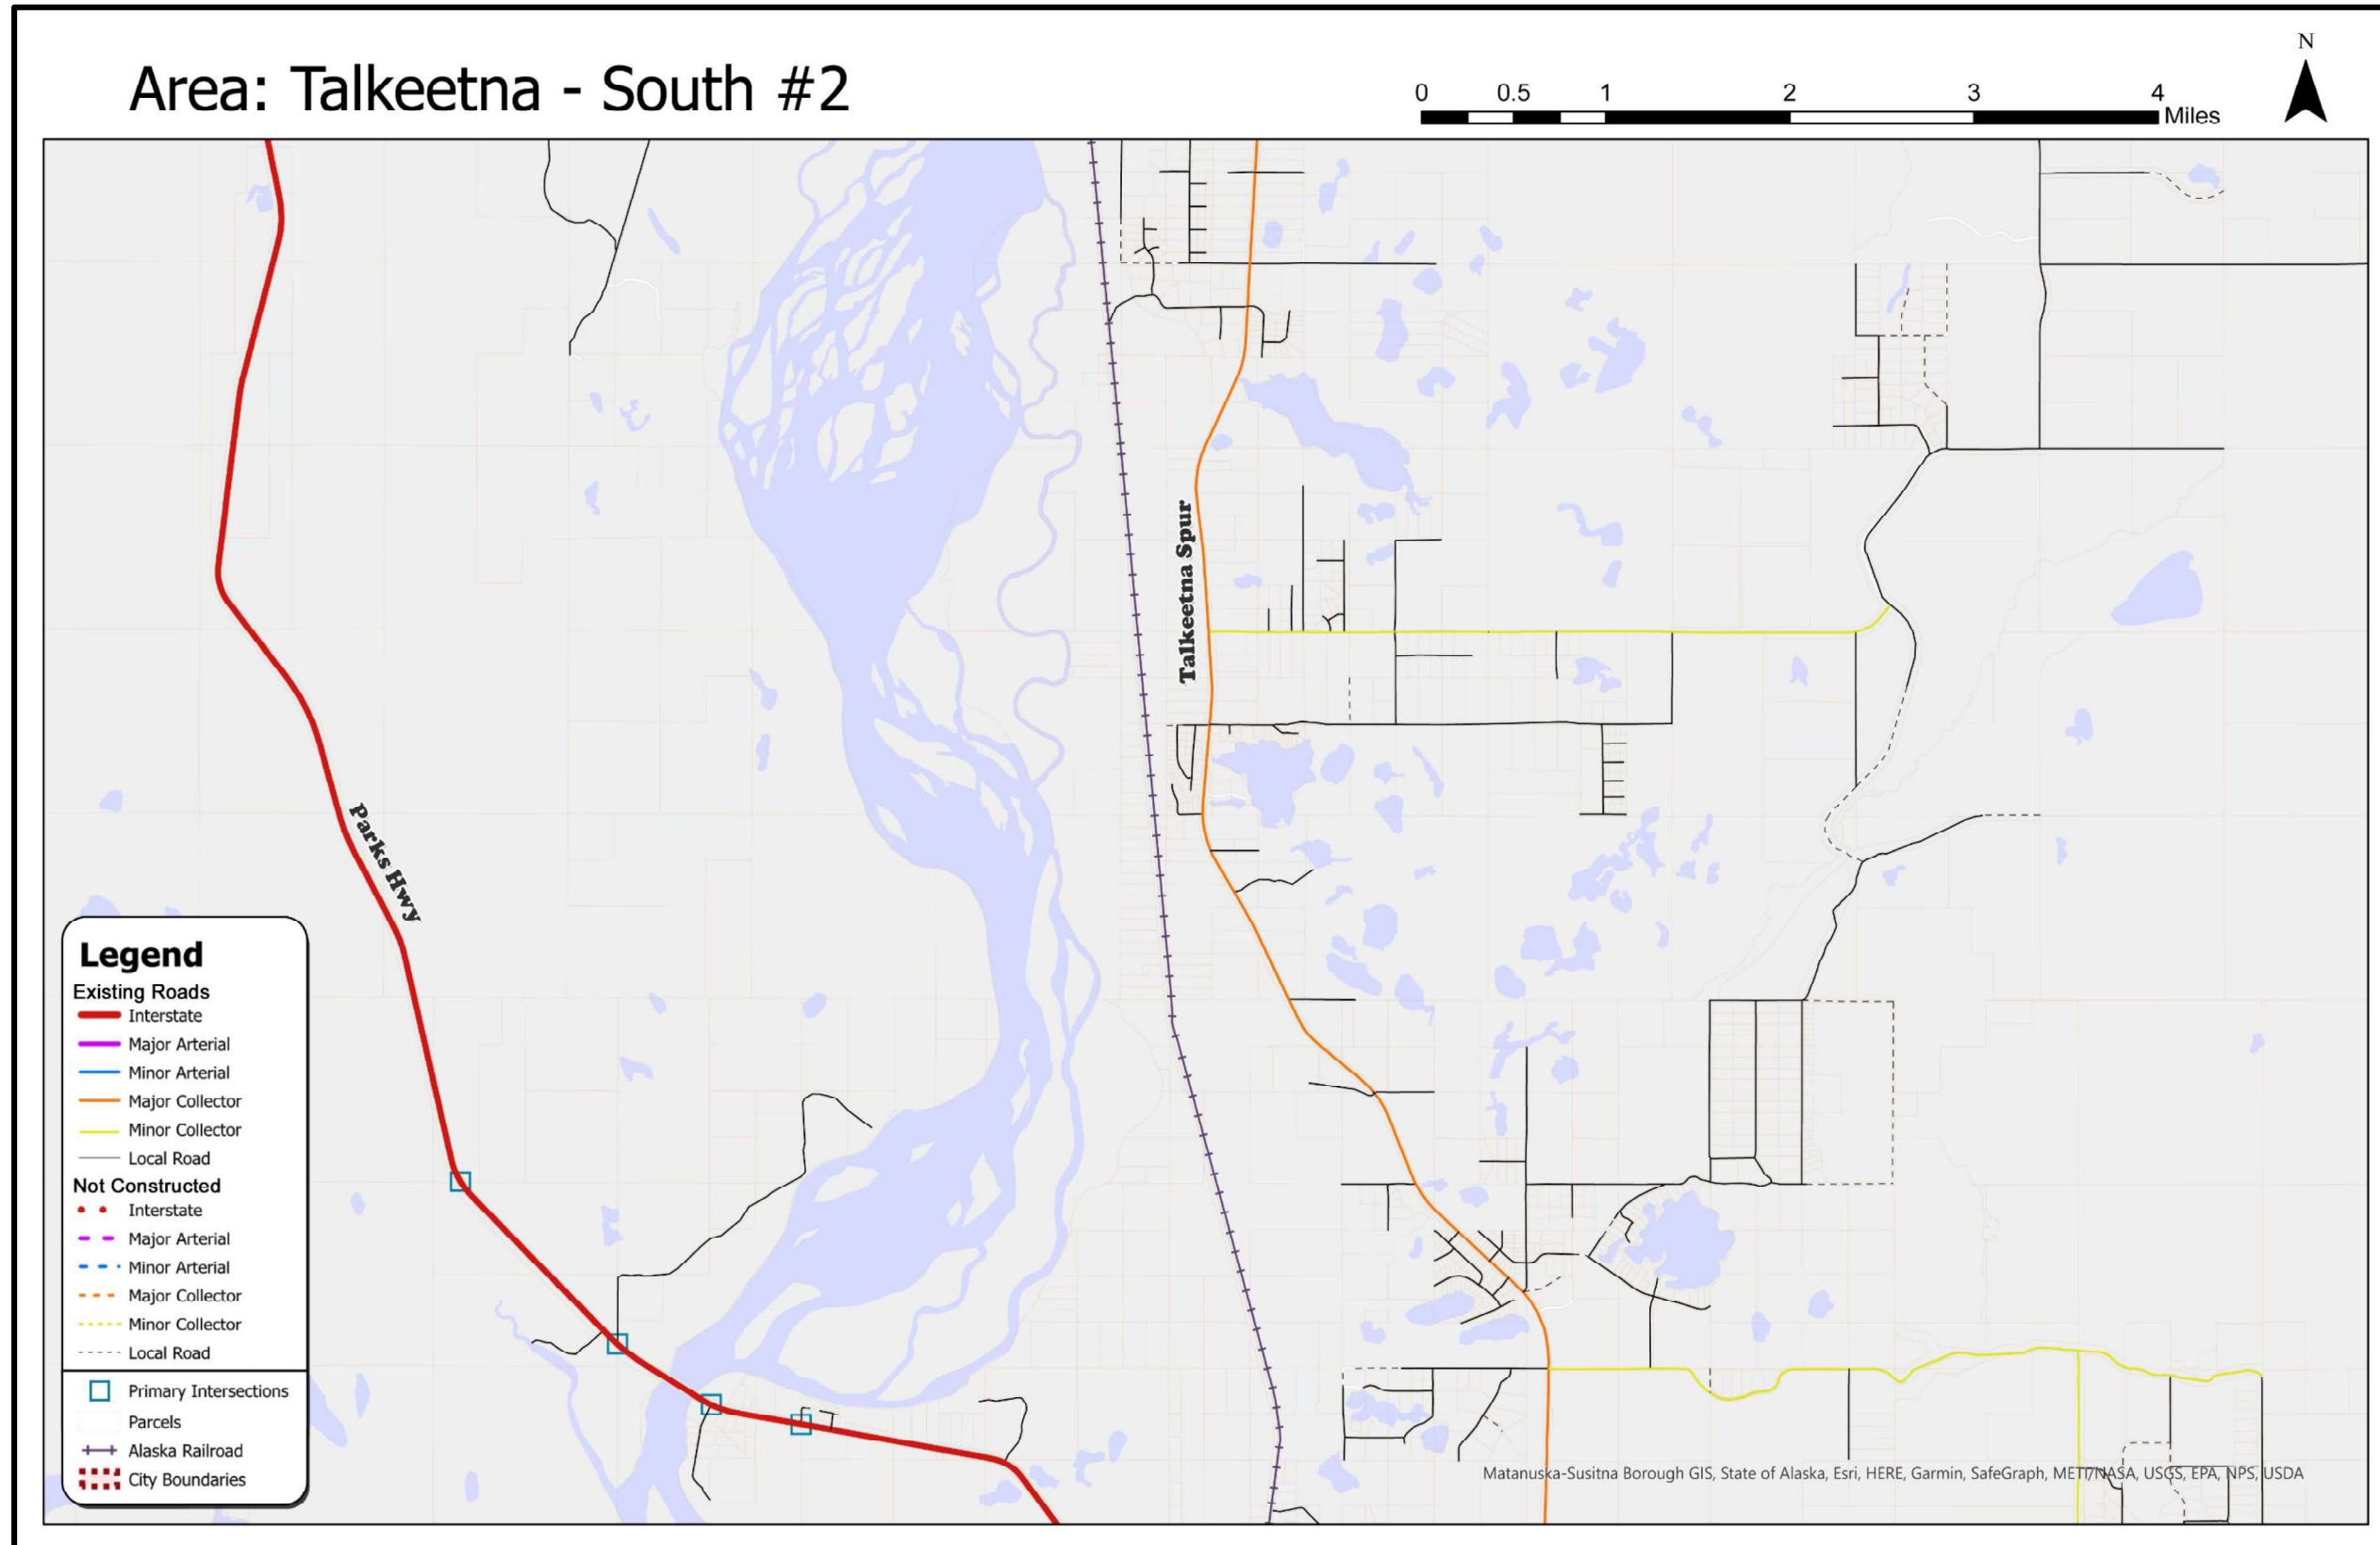 Area: Talkeetna - South #2
0 0.5 1 2 3 4
Miles
N
Talkeetna Spur
Parks Hwy
Legend
Existing Roads
Interstate
Major Arterial
Minor Arterial
Major Collector
Minor Collector
Local Road
Not Constructed
Interstate
Major Arterial
Minor Arterial
Major Collector
Minor Collector
Local Road
Primary Intersections
Parcels
Alaska Railroad
City Boundaries
Matanuska-Susitna Borough GIS, State of Alaska, Esri, HERE, Garmin, SafeGraph, METI/NASA, USGS, EPA, NPS, USDA